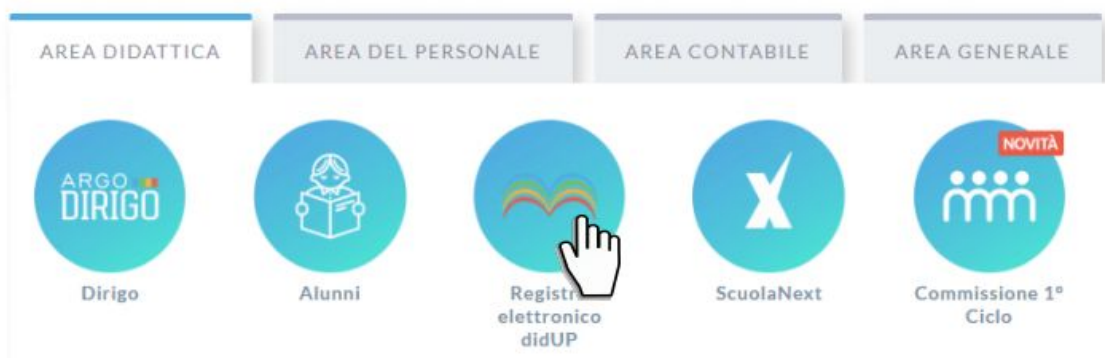 AREA DIDATTICA
AREA DEL PERSONALE
AREA CONTABILE
AREA GENERALE
ARGO
DIRIGO
NOVITÀ
Dirigo
Alunni
elettronico
didUP
ScuolaNext
Commissione 1°
Ciclo